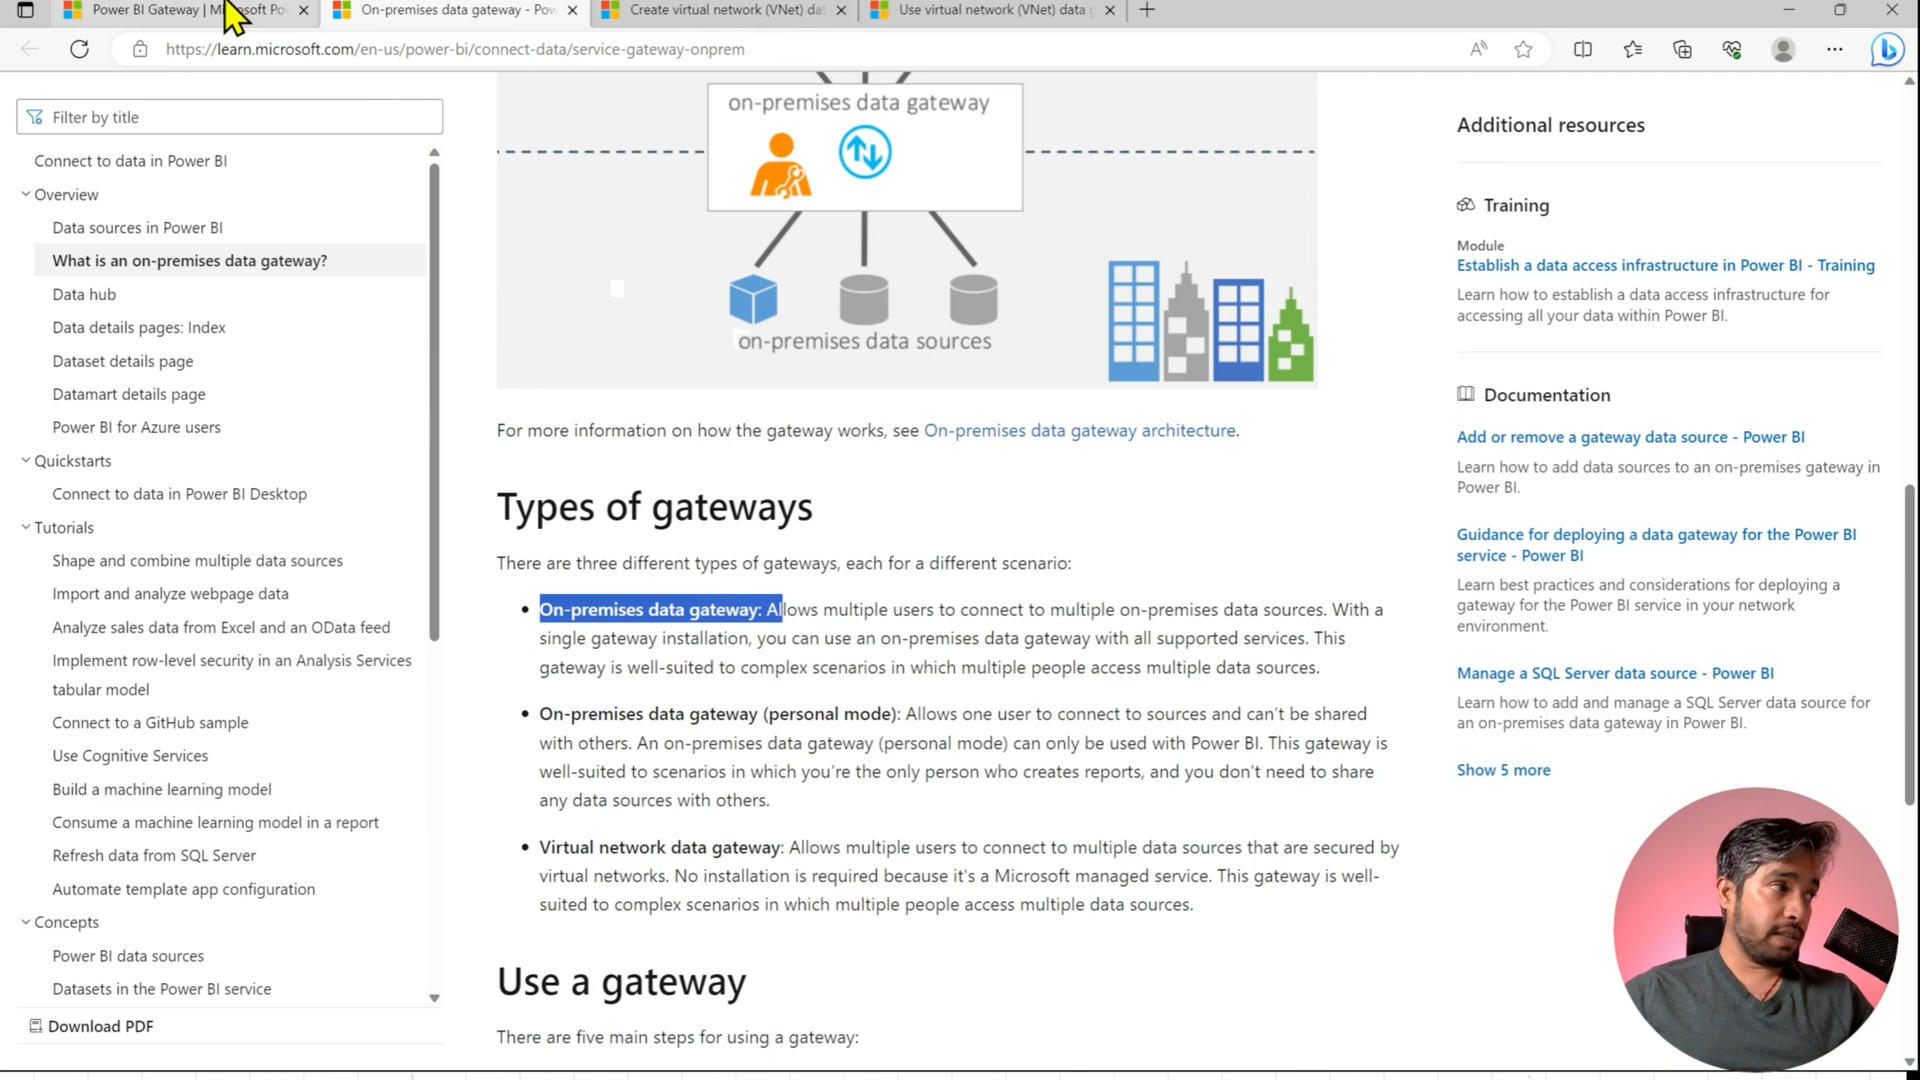 Power BI Gateway | Microsoft Po
On-premises data gateway - Pow
Create virtual network (VNet) dat
Use virtual network (VNet) data g
https://learn.microsoft.com/en-us/power-bi/connect-data/service-gateway-onprem
Filter by title
Connect to data in Power BI
Overview
Data sources in Power BI
What is an on-premises data gateway?
Data hub
Data details pages: Index
Dataset details page
Datamart details page
Power BI for Azure users
Quickstarts
Connect to data in Power BI Desktop
Tutorials
Shape and combine multiple data sources
Import and analyze webpage data
Analyze sales data from Excel and an OData feed
Implement row-level security in an Analysis Services
tabular model
Connect to a GitHub sample
Use Cognitive Services
Build a machine learning model
Consume a machine learning model in a report
Refresh data from SQL Server
Automate template app configuration
Concepts
Power BI data sources
Datasets in the Power BI service
Download PDF
on-premises data gateway
on-premises data sources
For more information on how the gateway works, see On-premises data gateway architecture.
Types of gateways
There are three different types of gateways, each for a different scenario:
• On-premises data gateway: Allows multiple users to connect to multiple on-premises data sources. With a
single gateway installation, you can use an on-premises data gateway with all supported services. This
gateway is well-suited to complex scenarios in which multiple people access multiple data sources.
• On-premises data gateway (personal mode): Allows one user to connect to sources and can't be shared
with others. An on-premises data gateway (personal mode) can only be used with Power BI. This gateway is
well-suited to scenarios in which you're the only person who creates reports, and you don't need to share
any data sources with others.
• Virtual network data gateway: Allows multiple users to connect to multiple data sources that are secured by
virtual networks. No installation is required because it's a Microsoft managed service. This gateway is well-
suited to complex scenarios in which multiple people access multiple data sources.
Use a gateway
There are five main steps for using a gateway:
Additional resources
Training
Module
Establish a data access infrastructure in Power BI - Training
Learn how to establish a data access infrastructure for
accessing all your data within Power BI.
Documentation
Add or remove a gateway data source - Power BI
Learn how to add data sources to an on-premises gateway in
Power BI.
Guidance for deploying a data gateway for the Power BI
service - Power BI
Learn best practices and considerations for deploying a
gateway for the Power BI service in your network
environment.
Manage a SQL Server data source - Power BI
Learn how to add and manage a SQL Server data source for
an on-premises data gateway in Power BI.
Show 5 more